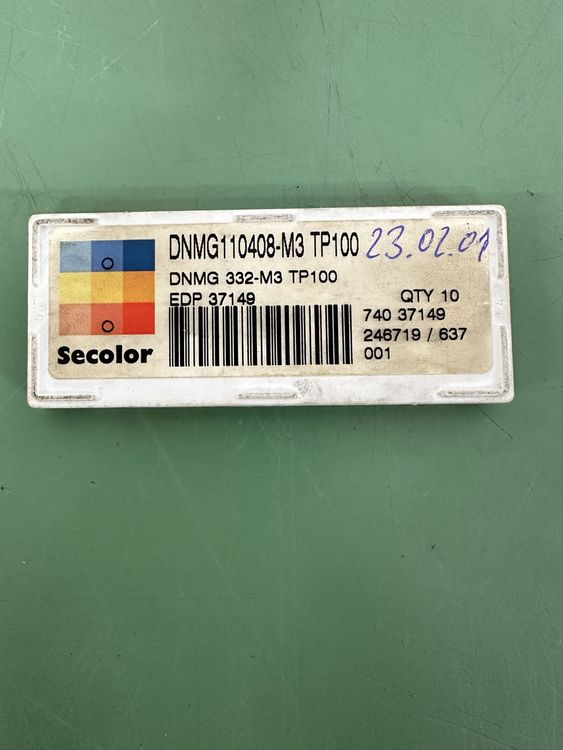 DNMG110408-M3 TP100 23.02.01
DNMG 332-M3 TP100
EDP 37149 QTY 10
740 37149
246719 / 637
001
Secolor